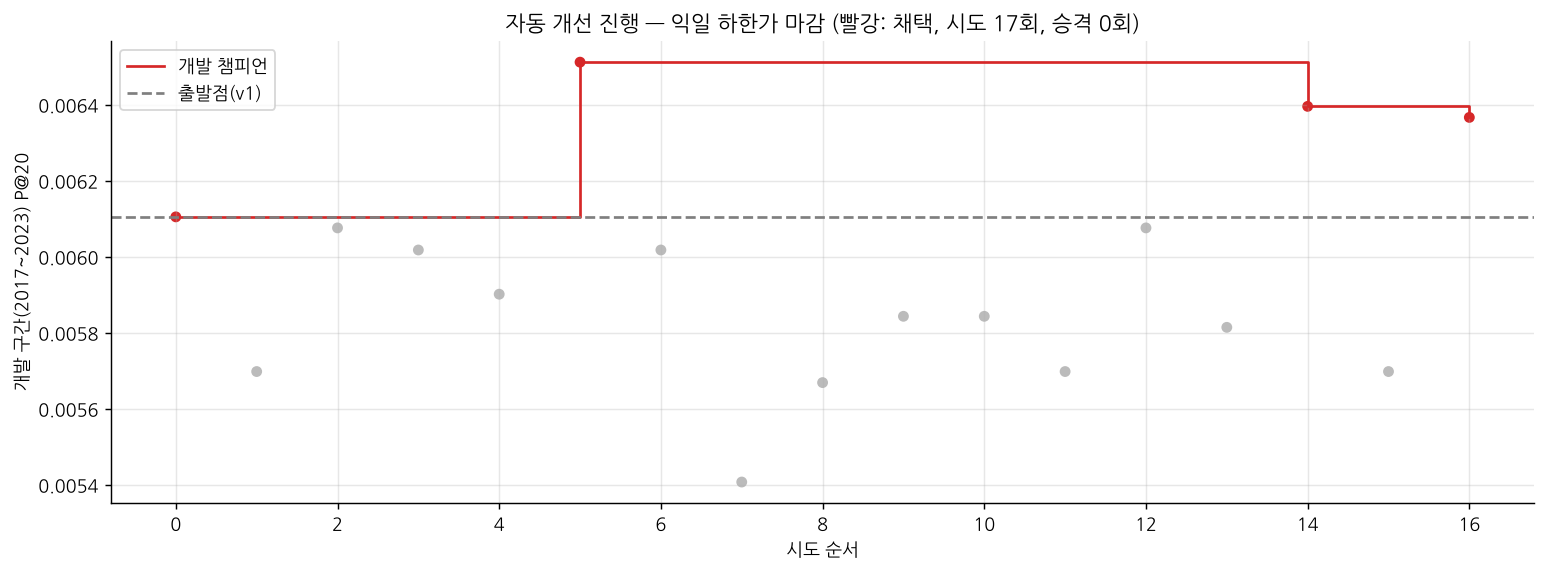 자동 개선 진행 — 익일 하한가 마감 (빨강: 채택, 시도 17회, 승격 0회)
개발 챔피언
출발점(v1)
개발 구간(2017~2023) P@20
0.0064
0.0062
0.0060
0.0058
0.0056
0.0054
0 2 4 6 8 10 12 14 16
시도 순서